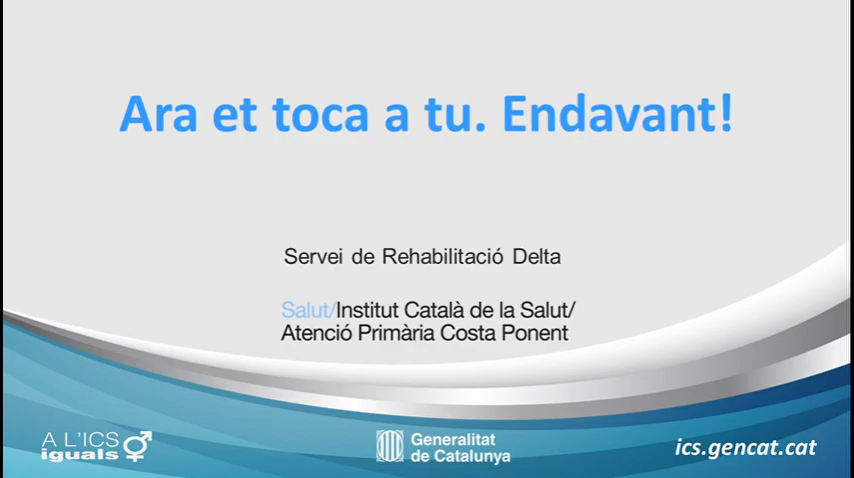 Ara et toca a tu. Endavant!
Servei de Rehabilitació Delta
Salut/Institut Català de la Salut/
Atenció Primària Costa Ponent
A L'ICS
iguals
Generalitat
de Catalunya
ics.gencat.cat